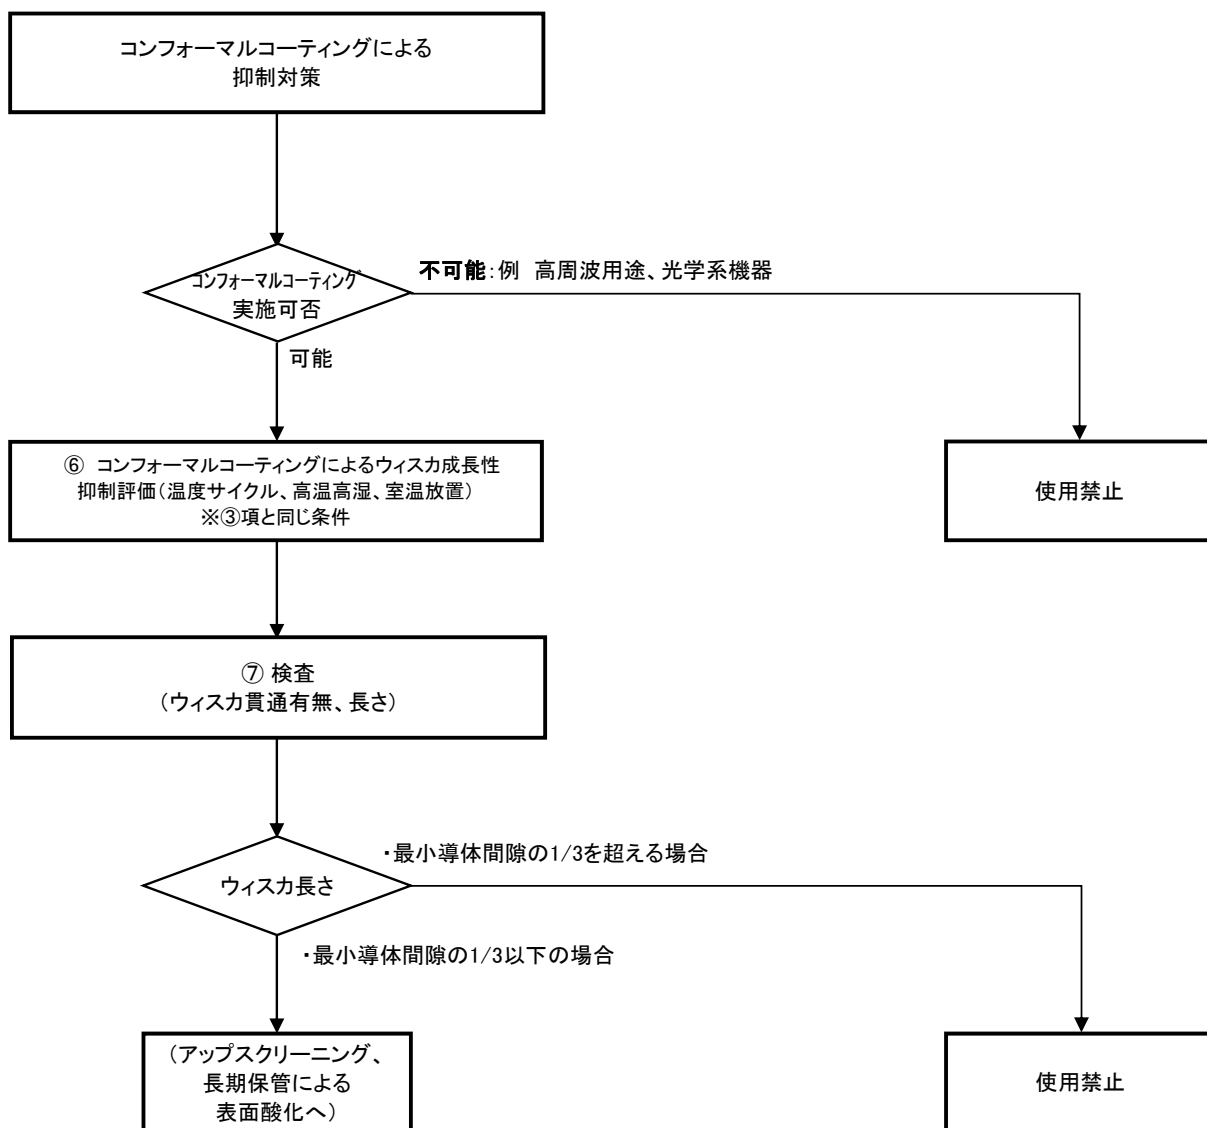 コンフォーマルコーティングによる
抑制対策
コンフォーマルコーティング
実施可否
不可能：例　高周波用途、光学系機器
可能
⑥　コンフォーマルコーティングによるウィスカ成長性
抑制評価（温度サイクル、高温高湿、室温放置）
※③項と同じ条件
使用禁止
⑦ 検査
（ウィスカ貫通有無、長さ）
・最小導体間隙の1/3を超える場合
ウィスカ長さ
・最小導体間隙の1/3以下の場合
（アップスクリーニング、
長期保管による
表面酸化へ）
使用禁止